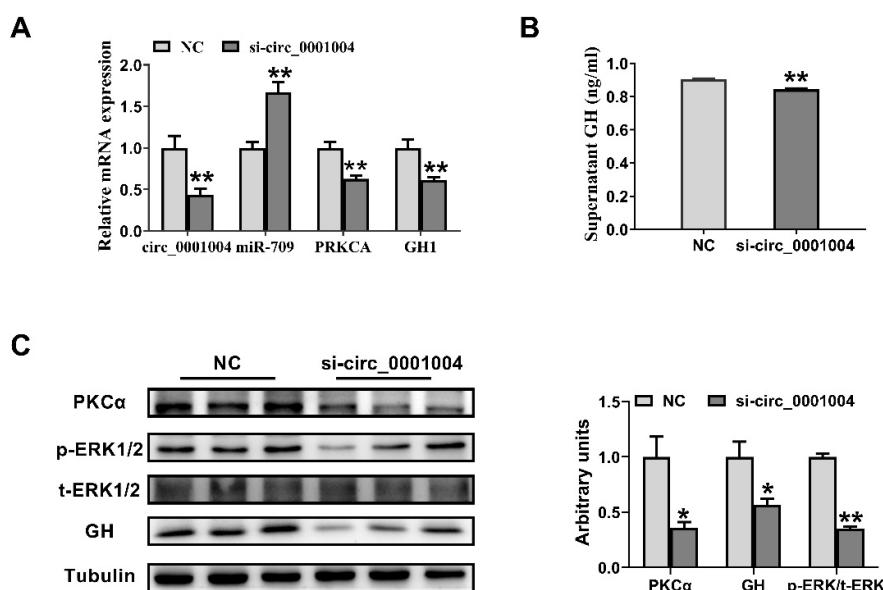 A
NC si-circ_0001004
Relative mRNA expression
2.0
1.5
1.0
0.5
0.0
** ** ** **
circ_0001004 miR-709 PRKCA GH1
B
Supernatant GH (ng/ml)
1.0
0.8
0.6
0.4
0.2
0.0
**
NC si-circ_0001004
C
NC si-circ_0001004
PKCα
p-ERK1/2
t-ERK1/2
GH
Tubulin
NC si-circ_0001004
Arbitrary units
1.5
1.0
0.5
0.0
* * **
PKCα GH p-ERK/t-ERK